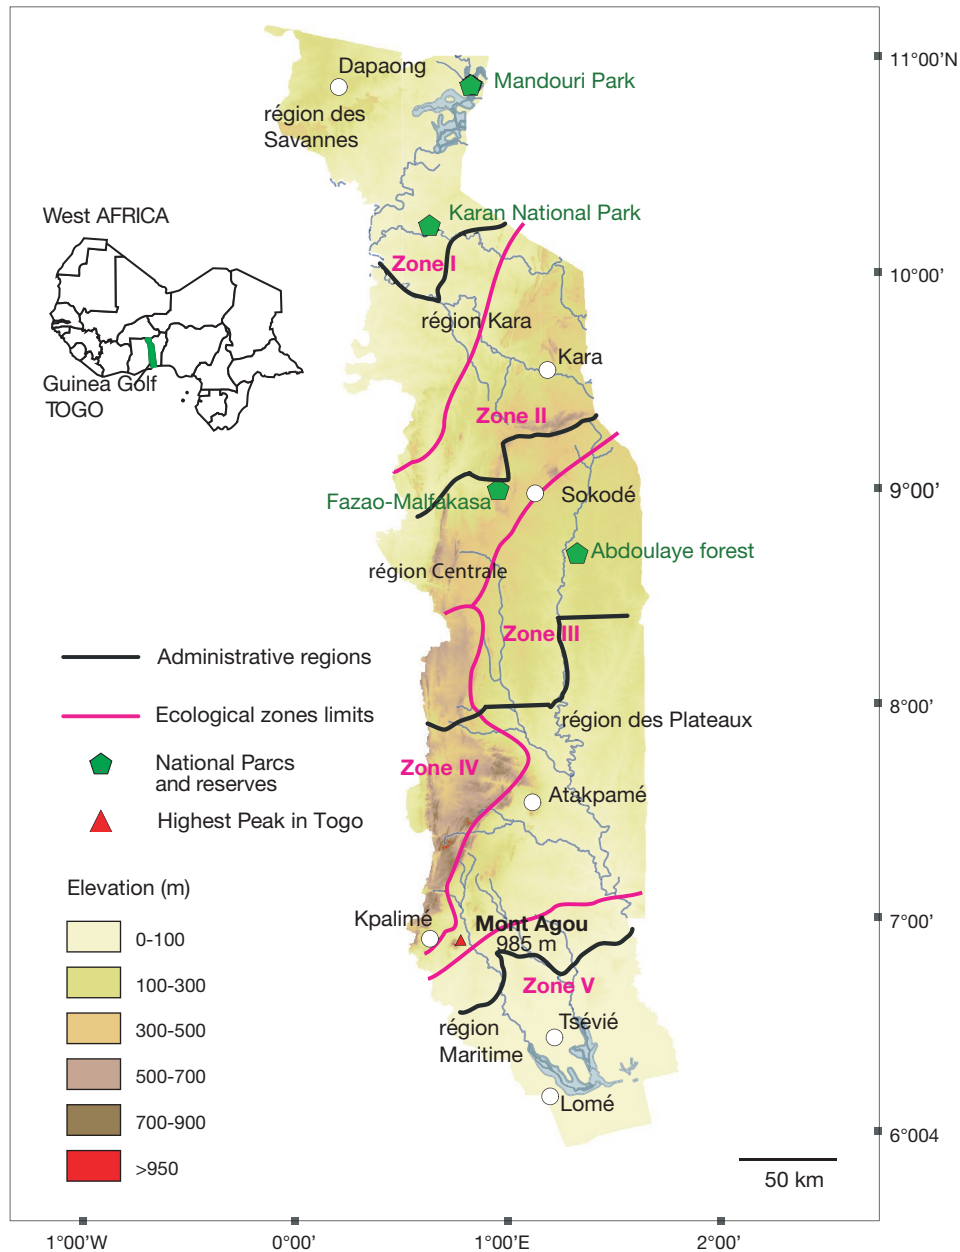 11°00’N
Dapaong
Mandouri Park
région des
Savannes
West AFRICA
Karan National Park
Zone I
10°00’
région Kara
Kara
Guinea Golf
TOGO
Zone II
9°00’
Fazao-Malfakasa
Sokodé
Abdoulaye forest
région Centrale
Zone III
Administrative regions
Ecological zones limits
8°00’
région des Plateaux
National Parcs
and reserves
Zone IV
Atakpamé
Highest Peak in Togo
Elevation (m)
Kpalimé
Mont Agou
985 m
7°00’
0-100
100-300
Zone V
300-500
région
Maritime
Tsévié
500-700
Lomé
700-900
6°004
>950
50 km
1°00’W
0°00’
1°00’E
2°00’